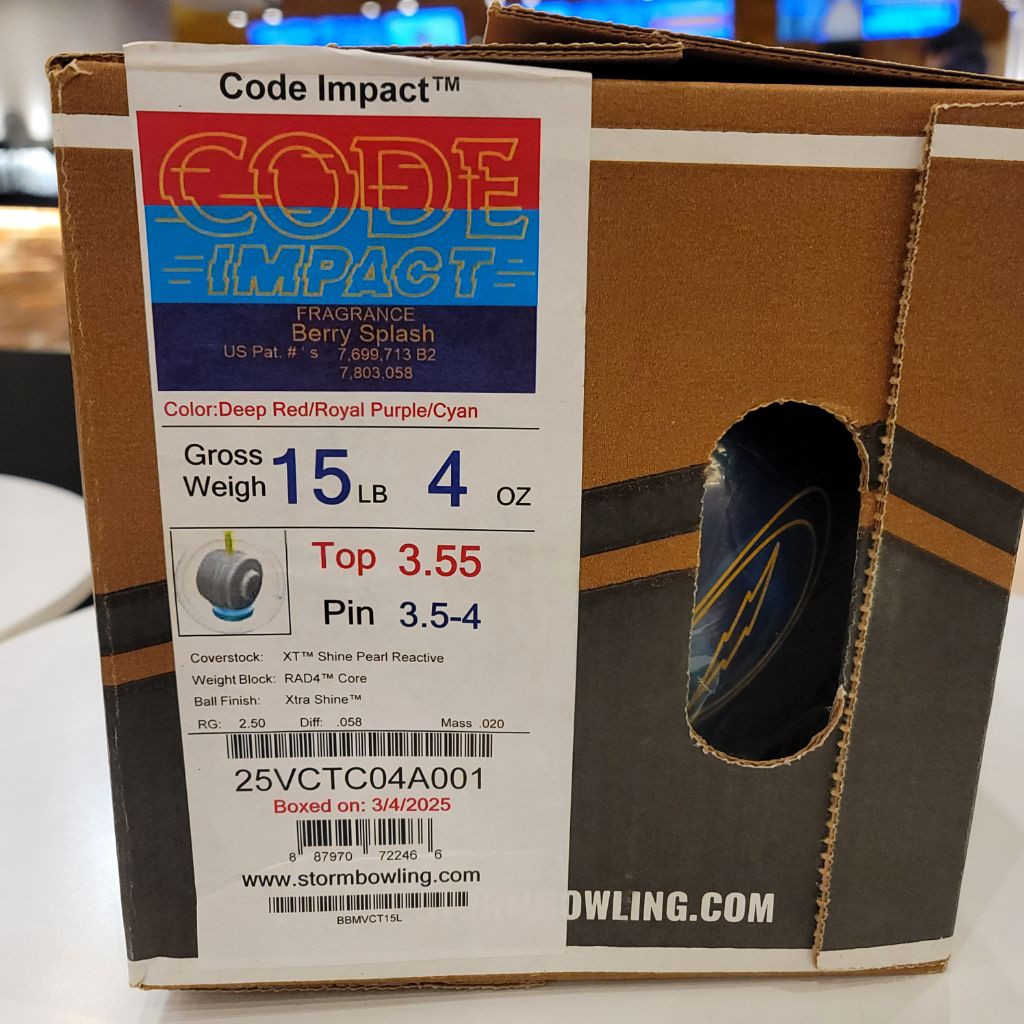 Code Impact™
CODE
IMPACT
FRAGRANCE
Berry Splash
US Pat. #'s 7,699,713 B2
7,803,058
Color:Deep Red/Royal Purple/Cyan
Gross
Weigh 15 LB 4 OZ
Top 3.55
Pin 3.5-4
Coverstock: XT™ Shine Pearl Reactive
Weight Block: RAD4™ Core
Ball Finish: Xtra Shine™
RG: 2.50 Diff: .058 Mass .020
25VCTC04A001
Boxed on: 3/4/2025
8 87970 72246 6
www.stormbowling.com
BBMVCT15L
RMBOWLING.COM